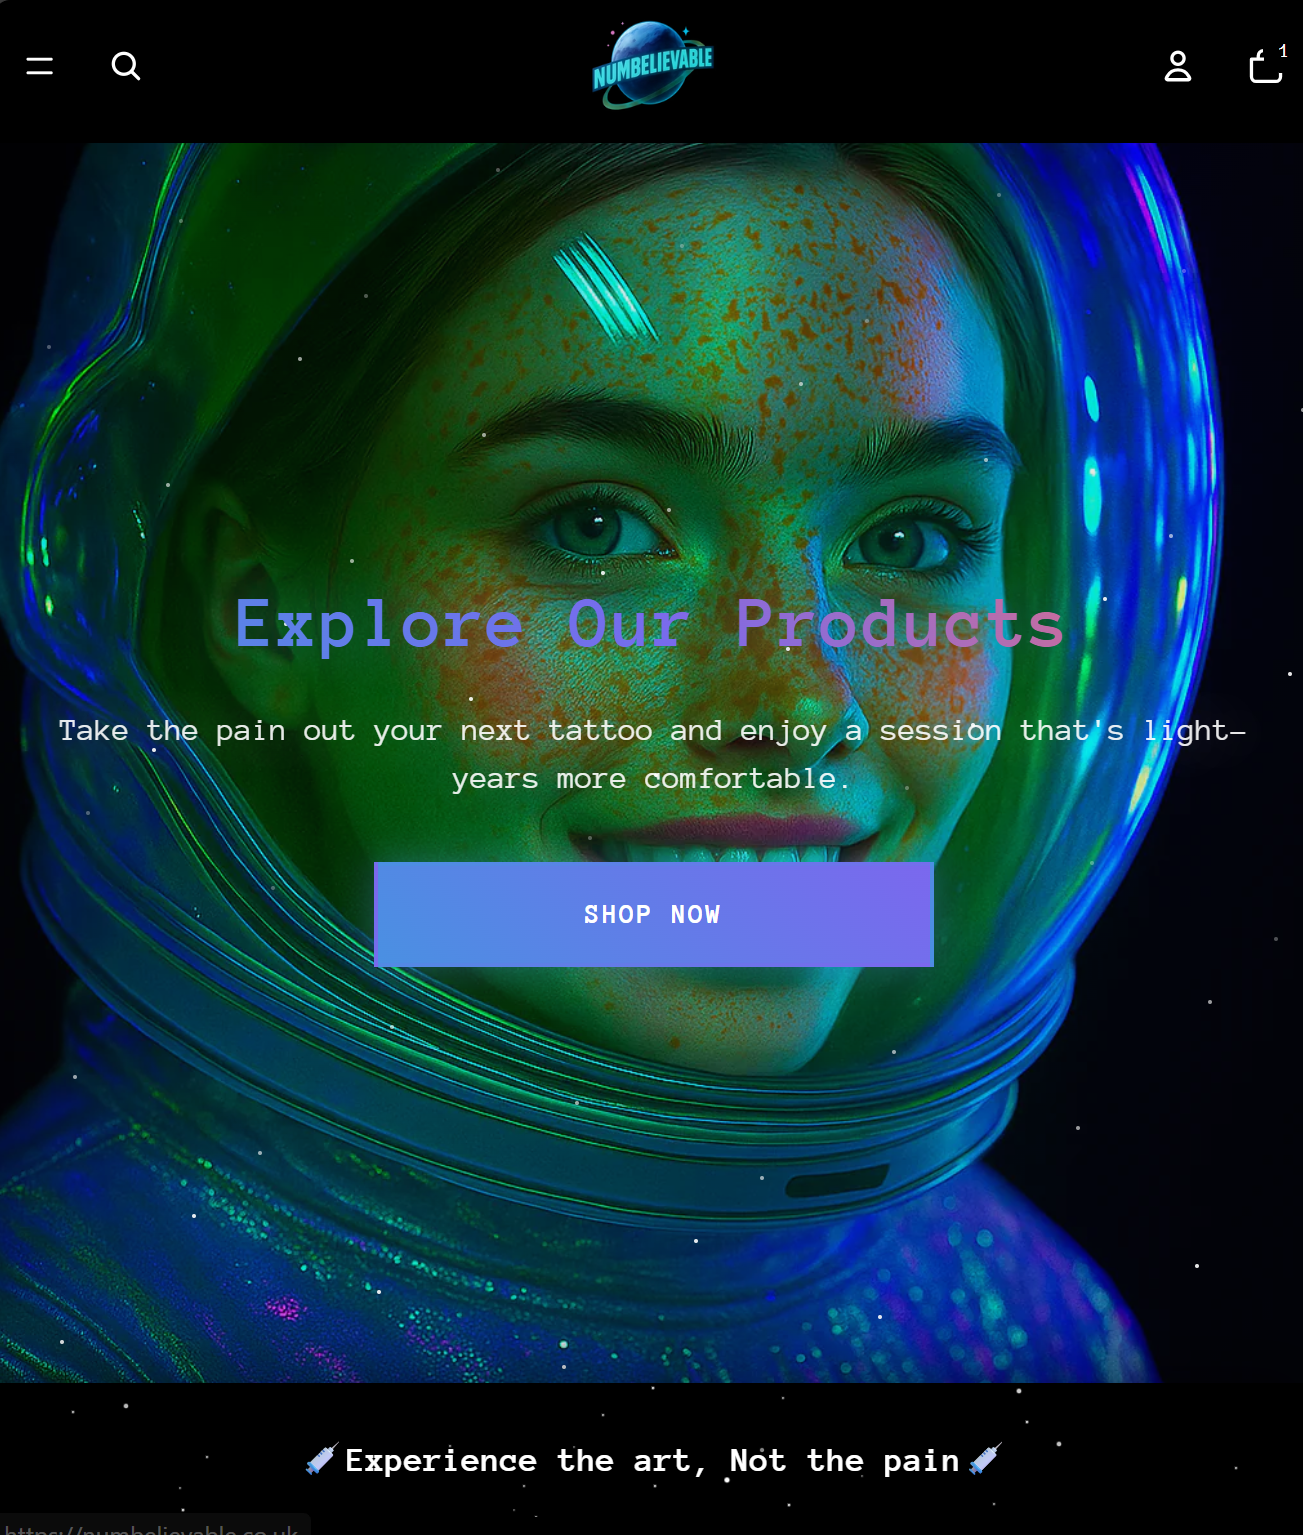 NUMBELIEVABLE
1
Explore Our Products
Take the pain out your next tattoo and enjoy a session that's light-
years more comfortable.
SHOP NOW
💉Experience the art, Not the pain💉
https://numbelievable.co.uk